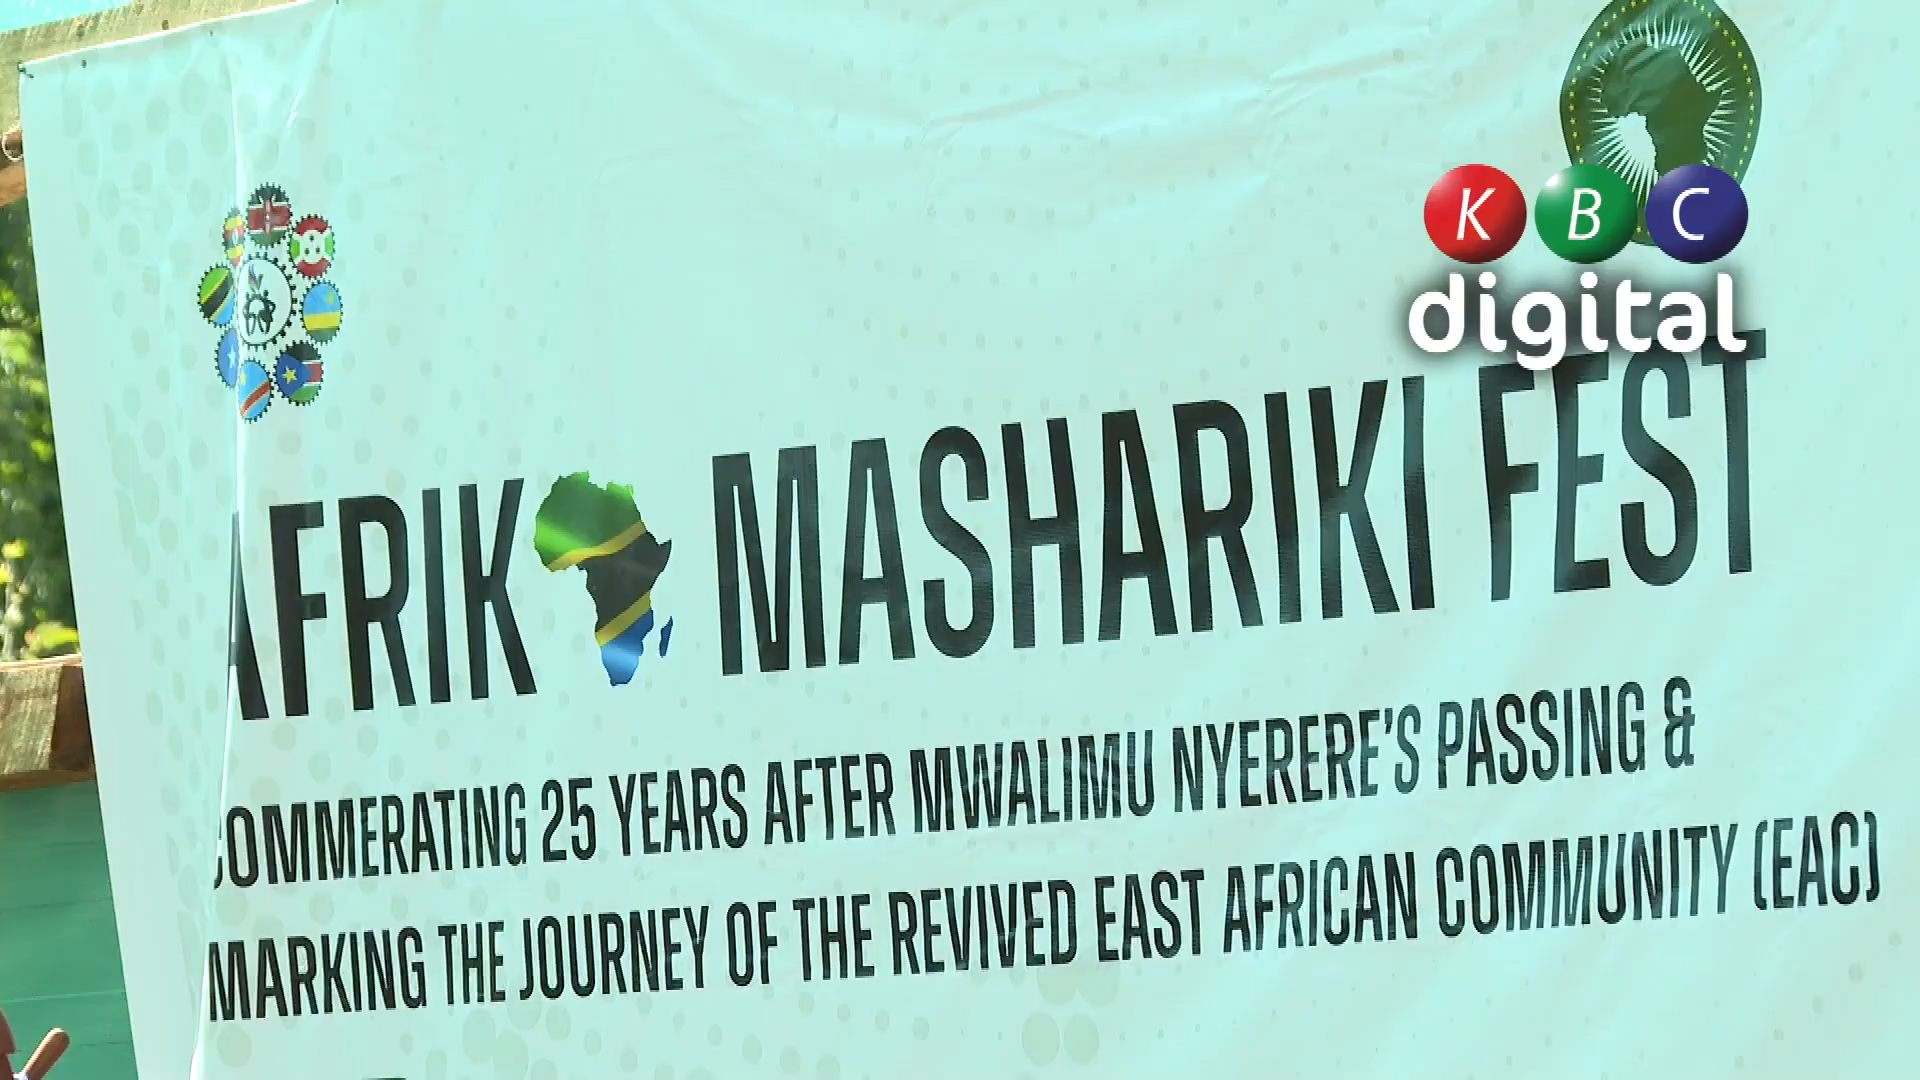 K B C
digital
AFRIK MASHARIKI FEST
COMMERATING 25 YEARS AFTER MWALIMU NYERERE'S PASSING &
MARKING THE JOURNEY OF THE REVIVED EAST AFRICAN COMMUNITY (EAC)